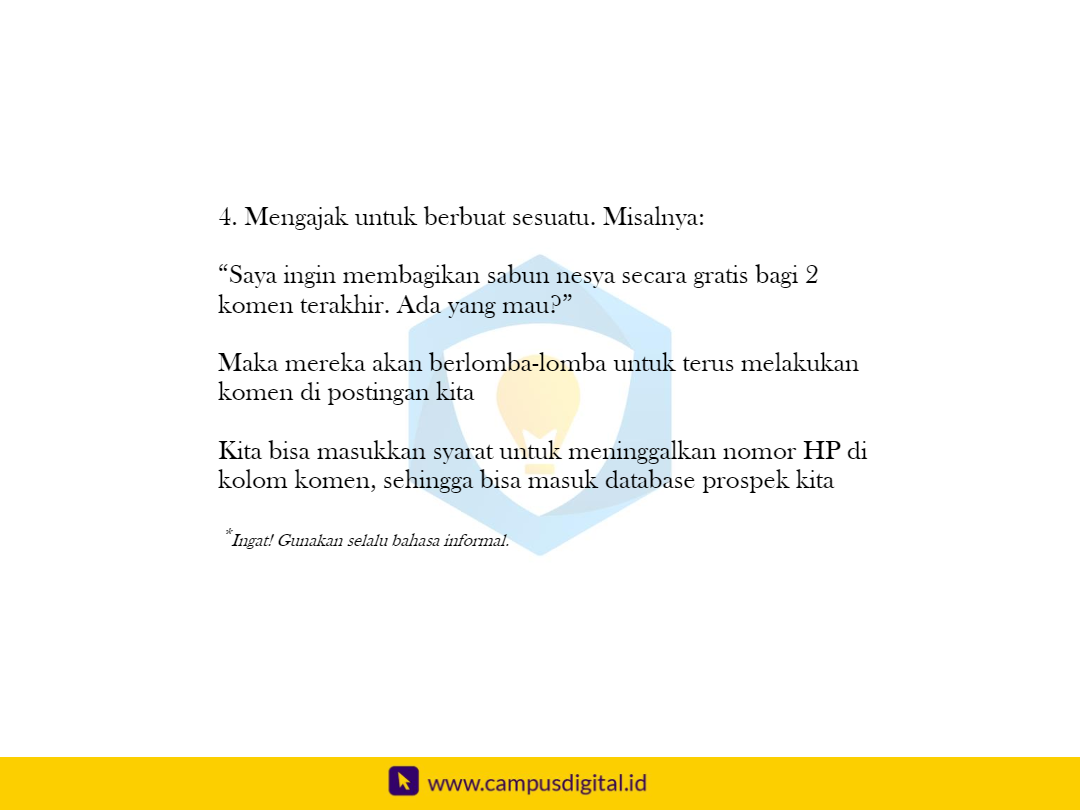 4. Mengajak untuk berbuat sesuatu. Misalnya:
“Saya ingin membagikan sabun nesya secara gratis bagi 2
komen terakhir. Ada yang mau?”
Maka mereka akan berlomba-lomba untuk terus melakukan
komen di postingan kita
Kita bisa masukkan syarat untuk meninggalkan nomor HP di
kolom komen, sehingga bisa masuk database prospek kita
*Ingat! Gunakan selalu bahasa informal.
www.campusdigital.id